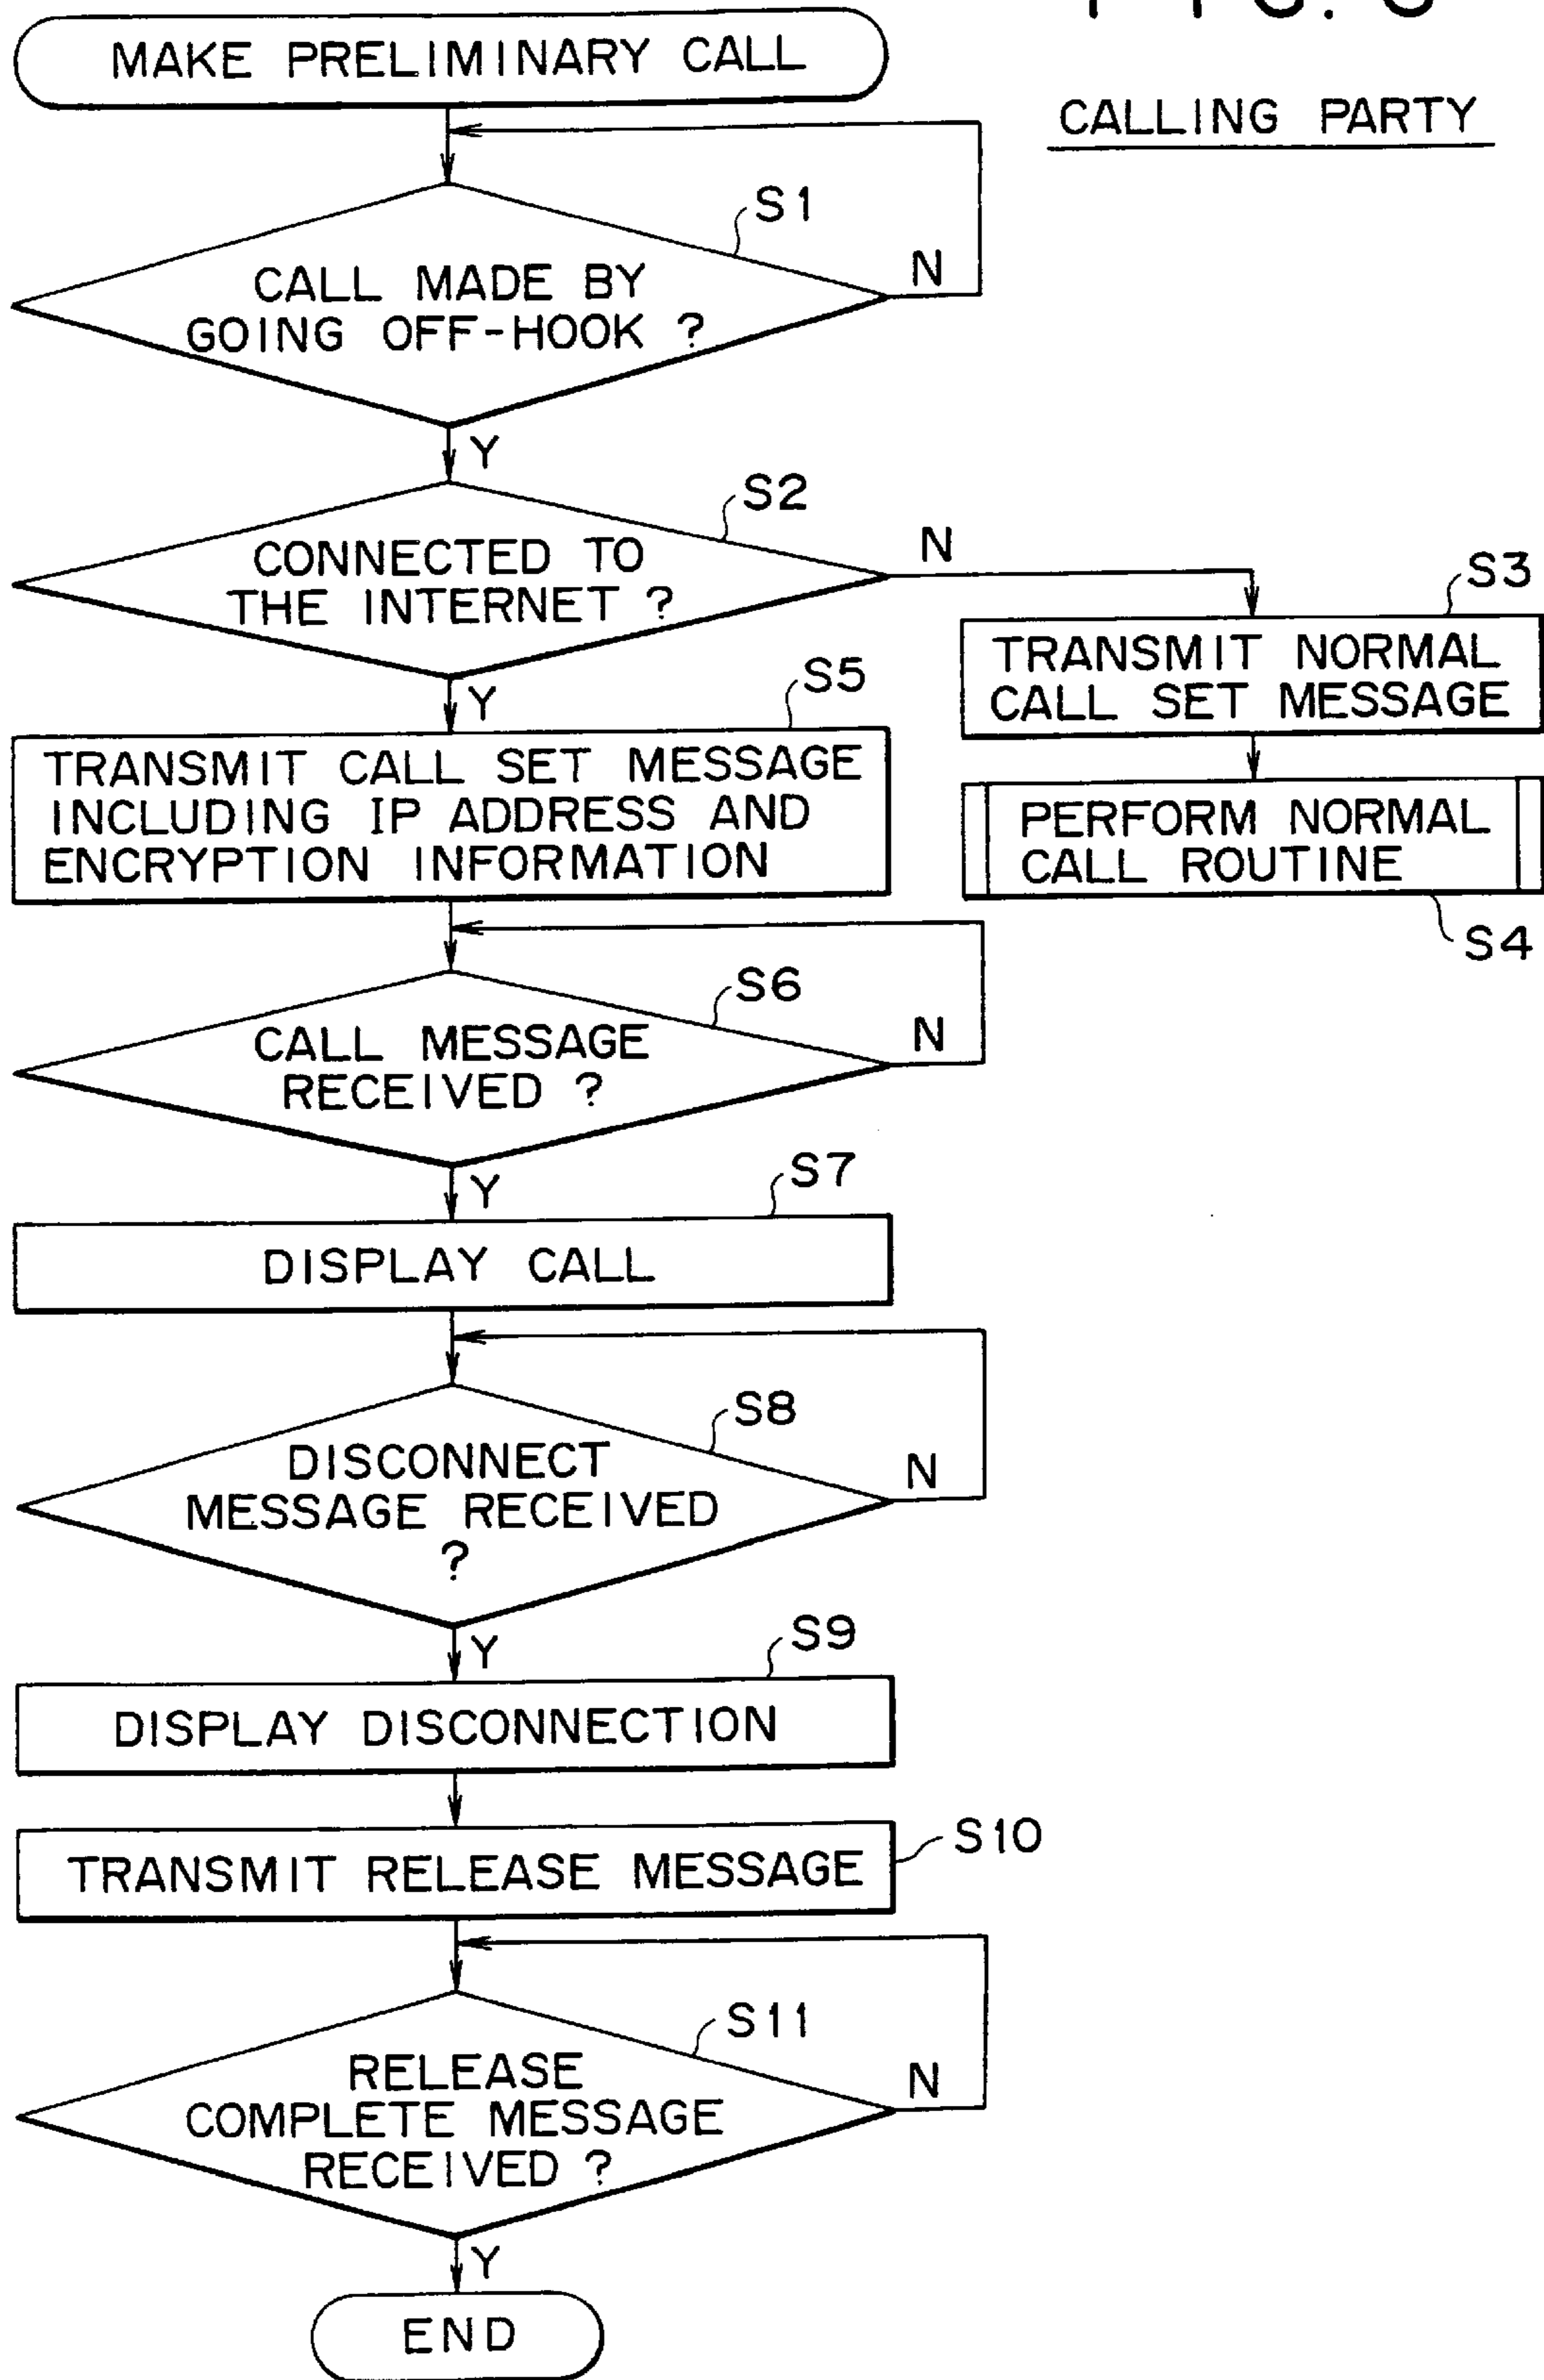 MAKE PRELIMINARY CALL
CALLING PARTY
S1
CALL MADE BY
GOING OFF-HOOK ?
N
Y
S2
CONNECTED TO
THE INTERNET ?
N
S3
TRANSMIT NORMAL
CALL SET MESSAGE
PERFORM NORMAL
CALL ROUTINE
S4
Y
S5
TRANSMIT CALL SET MESSAGE
INCLUDING IP ADDRESS AND
ENCRYPTION INFORMATION
S6
CALL MESSAGE
RECEIVED ?
N
Y
S7
DISPLAY CALL
S8
DISCONNECT
MESSAGE RECEIVED
?
N
Y
S9
DISPLAY DISCONNECTION
TRANSMIT RELEASE MESSAGE
S10
S11
RELEASE
COMPLETE MESSAGE
RECEIVED ?
N
Y
END